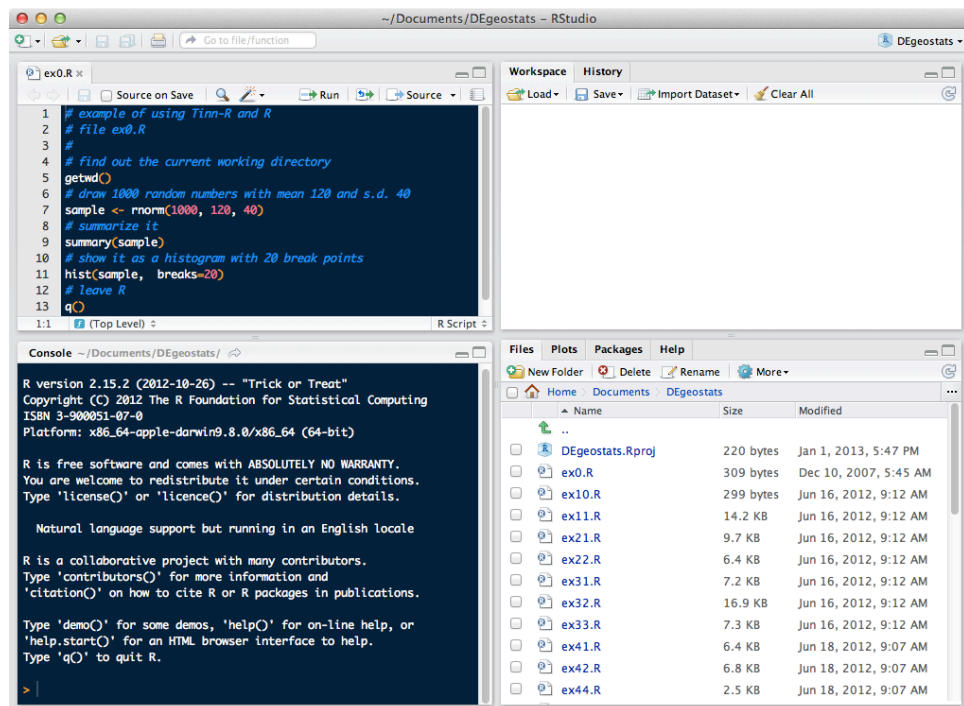 ~/Documents/DEgeostats – RStudio
Go to file/function
DEgeostats
ex0.R
Source on Save Run Source
1 # example of using Tinn-R and R
2 # file ex0.R
3 #
4 # find out the current working directory
5 getwd()
6 # draw 1000 random numbers with mean 120 and s.d. 40
7 sample <- rnorm(1000, 120, 40)
8 # summarize it
9 summary(sample)
10 # show it as a histogram with 20 break points
11 hist(sample,  breaks=20)
12 # leave R
13 q()
1:1 (Top Level) R Script
Workspace History
Load Save Import Dataset Clear All
Console ~/Documents/DEgeostats/
R version 2.15.2 (2012-10-26) -- "Trick or Treat"
Copyright (C) 2012 The R Foundation for Statistical Computing
ISBN 3-900051-07-0
Platform: x86_64-apple-darwin9.8.0/x86_64 (64-bit)
R is free software and comes with ABSOLUTELY NO WARRANTY.
You are welcome to redistribute it under certain conditions.
Type 'license()' or 'licence()' for distribution details.
Natural language support but running in an English locale
R is a collaborative project with many contributors.
Type 'contributors()' for more information and
'citation()' on how to cite R or R packages in publications.
Type 'demo()' for some demos, 'help()' for on-line help, or
'help.start()' for an HTML browser interface to help.
Type 'q()' to quit R.
>
Files Plots Packages Help
New Folder Delete Rename More
Home Documents DEgeostats ...
Name Size Modified
..
DEgeostats.Rproj 220 bytes Jan 1, 2013, 5:47 PM
ex0.R 309 bytes Dec 10, 2007, 5:45 AM
ex10.R 299 bytes Jun 16, 2012, 9:12 AM
ex11.R 14.2 KB Jun 16, 2012, 9:12 AM
ex21.R 9.7 KB Jun 16, 2012, 9:12 AM
ex22.R 6.4 KB Jun 16, 2012, 9:12 AM
ex31.R 7.2 KB Jun 16, 2012, 9:12 AM
ex32.R 16.9 KB Jun 16, 2012, 9:12 AM
ex33.R 7.3 KB Jun 16, 2012, 9:12 AM
ex41.R 6.4 KB Jun 18, 2012, 9:07 AM
ex42.R 6.8 KB Jun 18, 2012, 9:07 AM
ex44.R 2.5 KB Jun 18, 2012, 9:07 AM